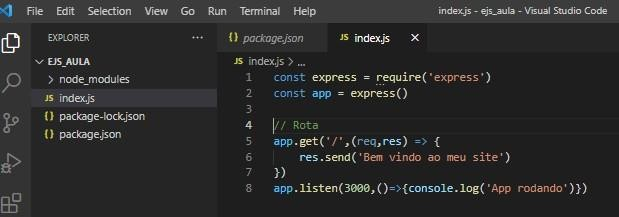 File Edit Selection View Go Run Terminal Help index.js - ejs_aula - Visual Studio Code
EXPLORER ...
EJS_AULA
node_modules
JS index.js
{} package-lock.json
{} package.json
{} package.json JS index.js ×
JS index.js > ...
1 const express = require('express')
2 const app = express()
3
4 // Rota
5 app.get('/',(req,res) => {
6 res.send('Bem vindo ao meu site')
7 })
8 app.listen(3000,()=>{console.log('App rodando')})